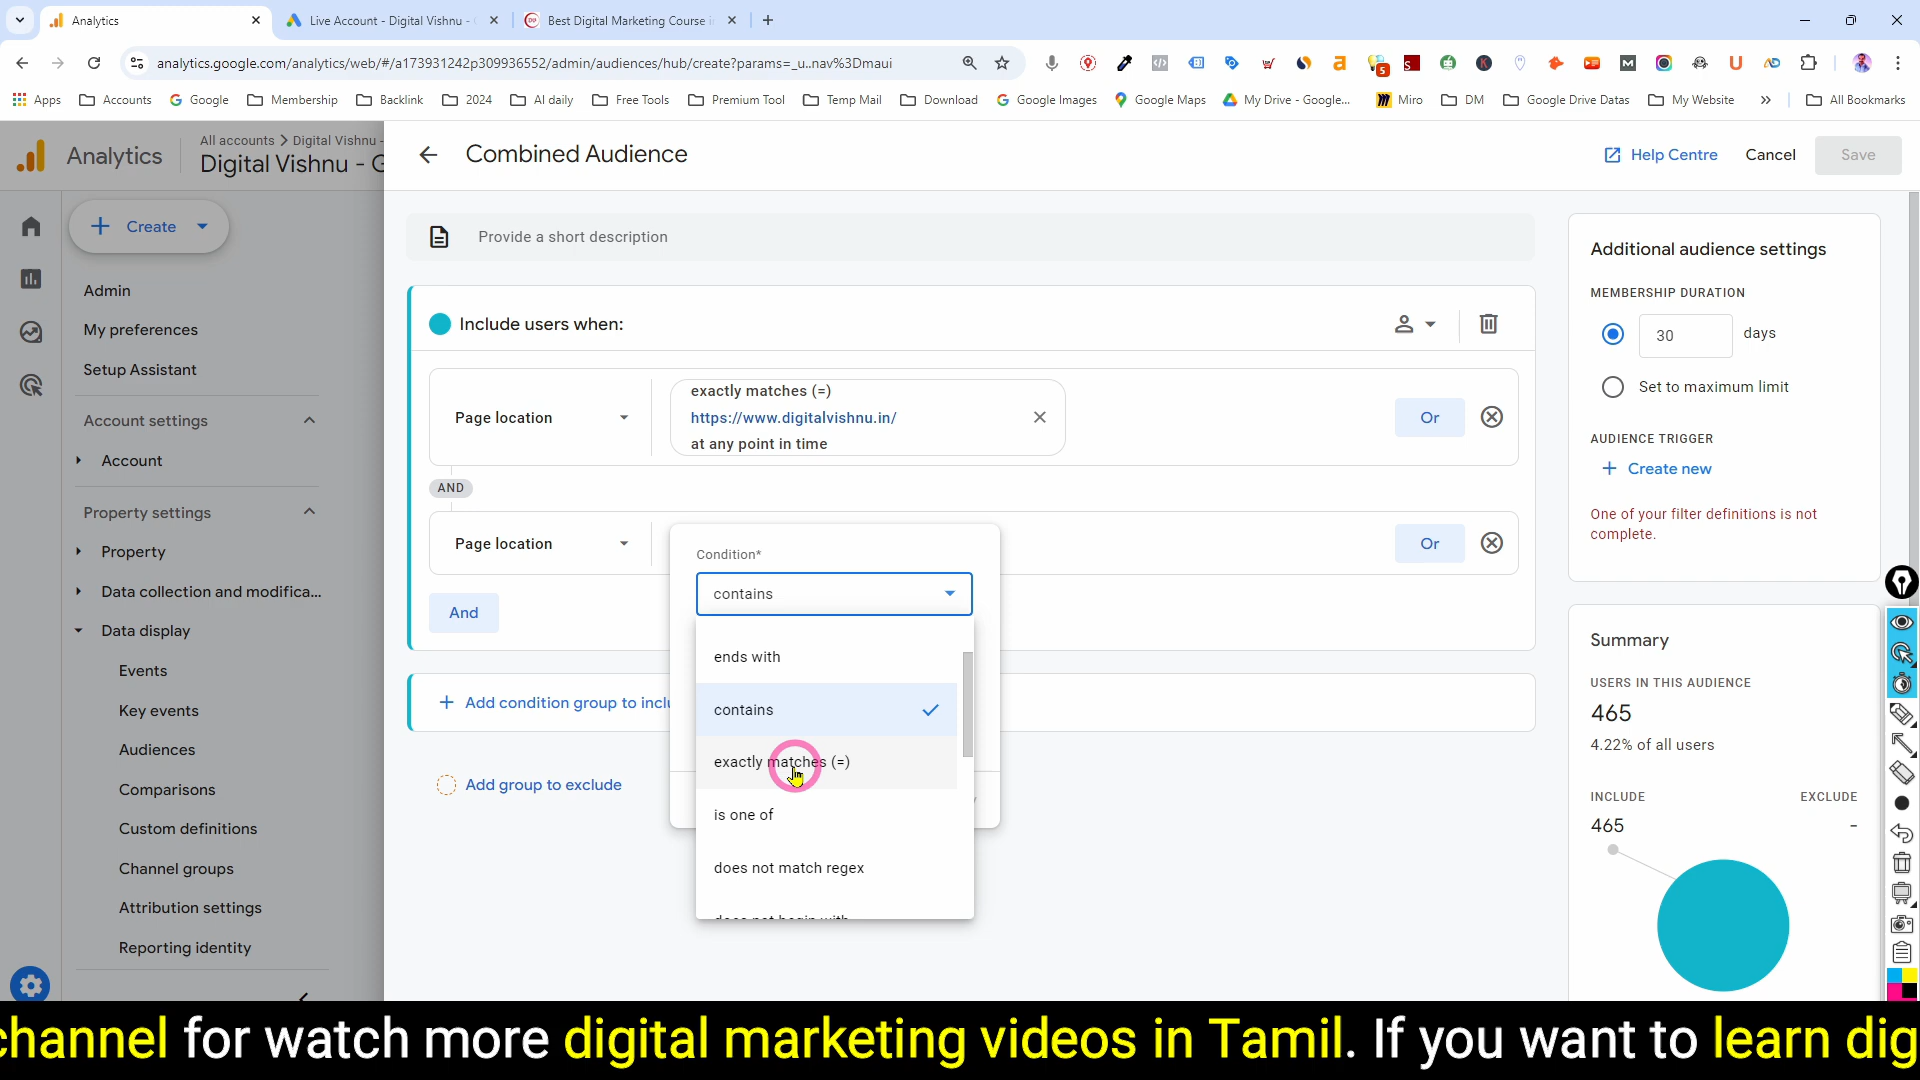 Analytics
Live Account - Digital Vishnu -
Best Digital Marketing Course i
analytics.google.com/analytics/web/#/a173931242p309936552/admin/audiences/hub/create?params=_u..nav%3Dmaui
Apps
Accounts
Google
Membership
Backlink
2024
AI daily
Free Tools
Premium Tool
Temp Mail
Download
Google Images
Google Maps
My Drive - Google...
Miro
DM
Google Drive Datas
My Website
All Bookmarks
Analytics
All accounts > Digital Vishnu -
Digital Vishnu - G
Combined Audience
Help Centre
Cancel
Save
Create
Admin
My preferences
Setup Assistant
Account settings
Account
Property settings
Property
Data collection and modifica...
Data display
Events
Key events
Audiences
Comparisons
Custom definitions
Channel groups
Attribution settings
Reporting identity
Provide a short description
Include users when:
Page location
exactly matches (=)
https://www.digitalvishnu.in/
at any point in time
Or
AND
Page location
Or
And
Condition*
contains
ends with
contains
exactly matches (=)
is one of
does not match regex
does not begin with
Add condition group to inclu
Add group to exclude
Additional audience settings
MEMBERSHIP DURATION
30 days
Set to maximum limit
AUDIENCE TRIGGER
Create new
One of your filter definitions is not
complete.
Summary
USERS IN THIS AUDIENCE
465
4.22% of all users
INCLUDE EXCLUDE
465 -
channel for watch more digital marketing videos in Tamil. If you want to learn dig